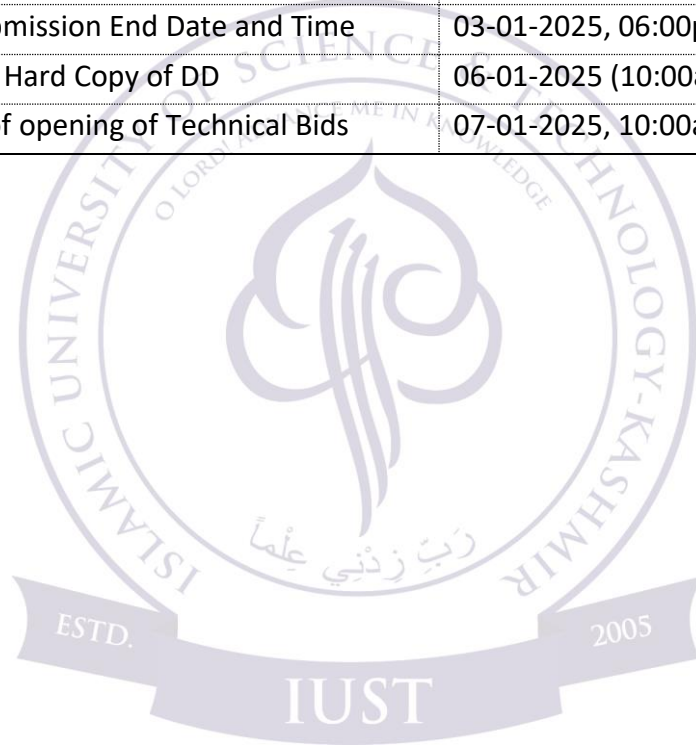 omission End Date and Time 03-01-2025, 06:00
Hard Copy of DD 06-01-2025 (10:00
of opening of Technical Bids 07-01-2025, 10:00
ISLAMIC UNIVERSITY OF SCIENCE & TECHNOLOGY-KASHMIR
O LORD! ADVANCE ME IN KNOWLEDGE
رَبِّ زِدْنِي عِلْماً
ESTD. 2005
IUST